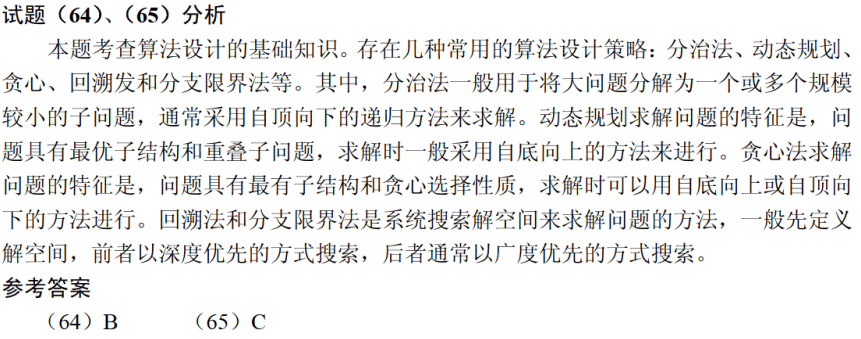 试题（64）、（65）分析
本题考查算法设计的基础知识。存在几种常用的算法设计策略：分治法、动态规划、
贪心、回溯发和分支限界法等。其中，分治法一般用于将大问题分解为一个或多个规模
较小的子问题，通常采用自顶向下的递归方法来求解。动态规划求解问题的特征是，问
题具有最优子结构和重叠子问题，求解时一般采用自底向上的方法来进行。贪心法求解
问题的特征是，问题具有最有子结构和贪心选择性质，求解时可以用自底向上或自顶向
下的方法进行。回溯法和分支限界法是系统搜索解空间来求解问题的方法，一般先定义
解空间，前者以深度优先的方式搜索，后者通常以广度优先的方式搜索。
参考答案
（64）B （65）C